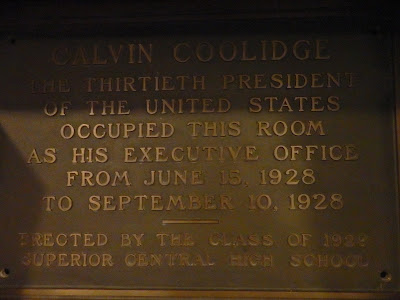 CALVIN COOLIDGE
THE THIRTIETH PRESIDENT
OF THE UNITED STATES
OCCUPIED THIS ROOM
AS HIS EXECUTIVE OFFICE
FROM JUNE 15, 1928
TO SEPTEMBER 10, 1928
ERECTED BY THE CLASS OF 1929
SUPERIOR CENTRAL HIGH SCHOOL